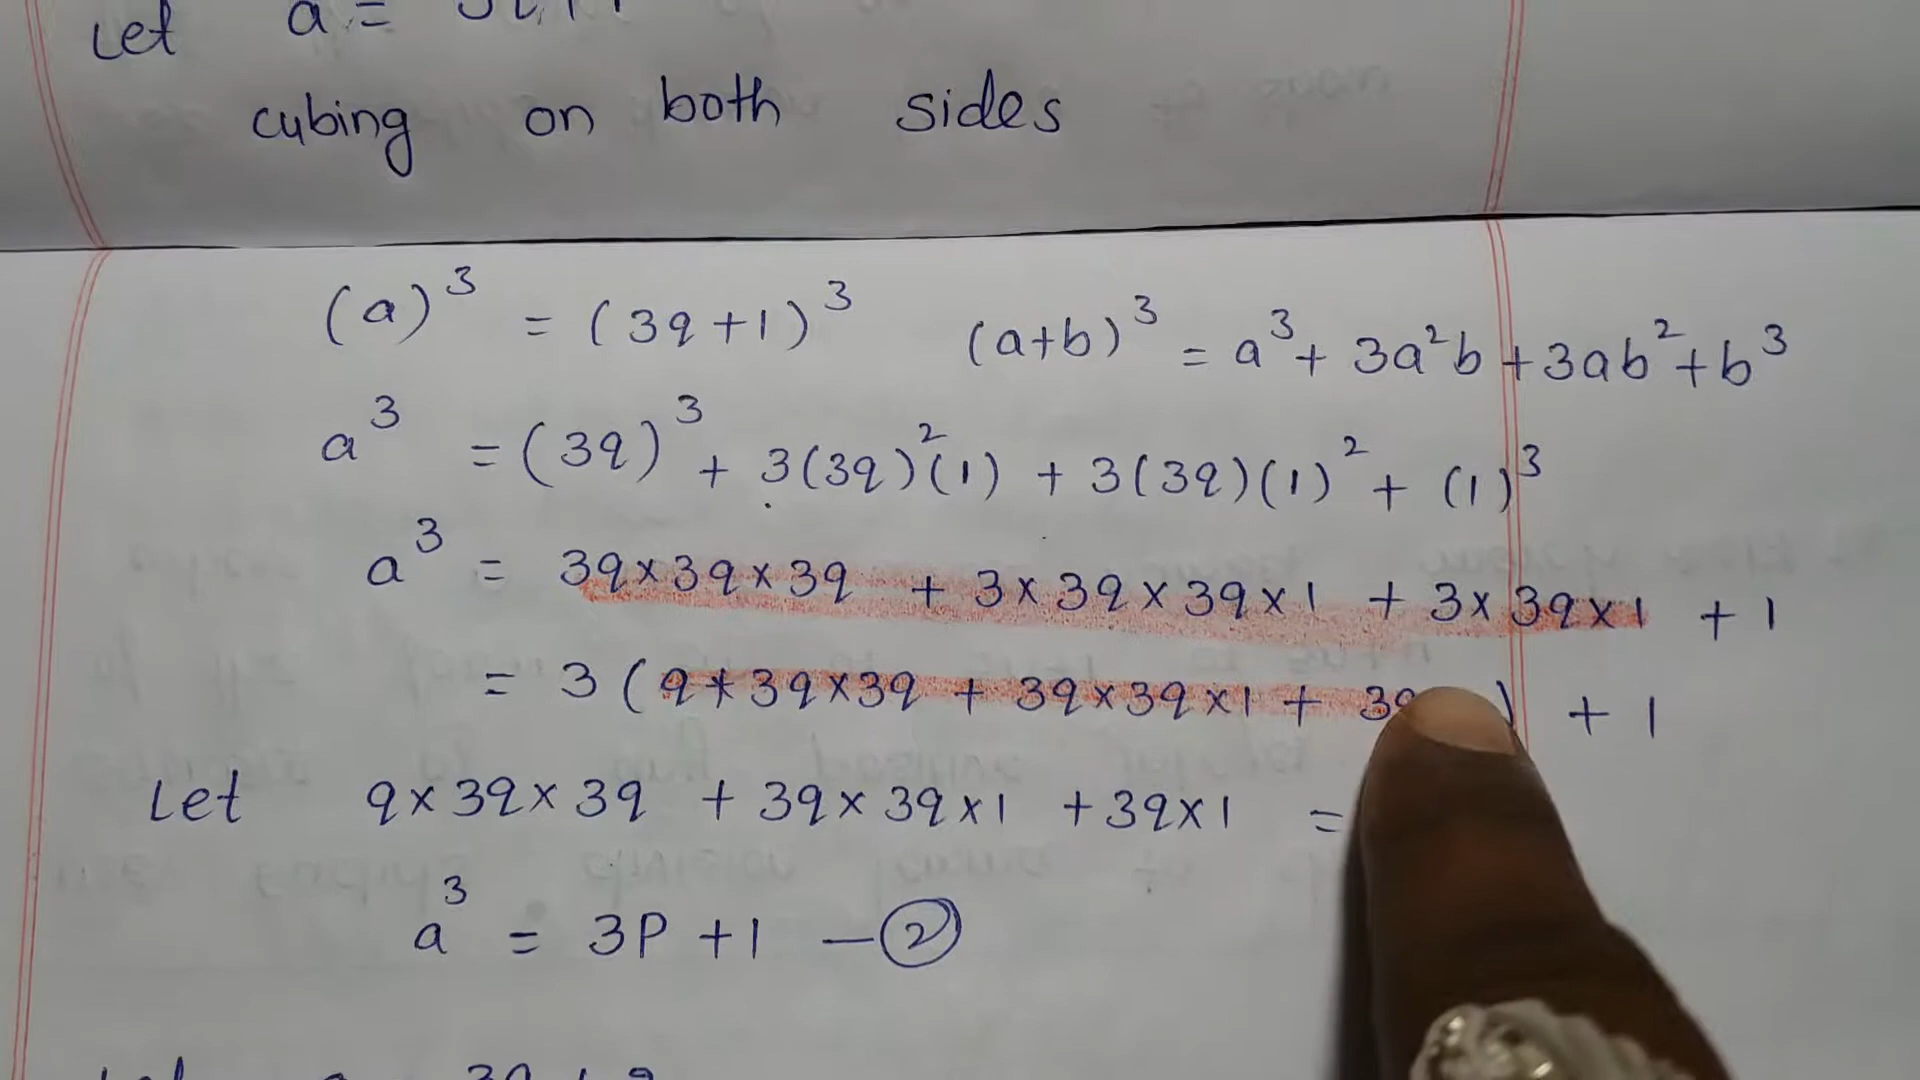 Let a =
cubing on both sides
(a)³ = (3q+1)³ (a+b)³ = a³+ 3a²b+3ab²+b³
a³ = (3q)³ + 3(3q)²(1) + 3(3q)(1)² + (1)³
a³ = 3q×3q×3q + 3×3q×3q×1 + 3×3q×1 + 1
= 3(q×3q×3q + 3q×3q×1 + 3q ) + 1
Let q×3q×3q + 3q×3q×1 +3q×1 =
a³ = 3P +1 —②